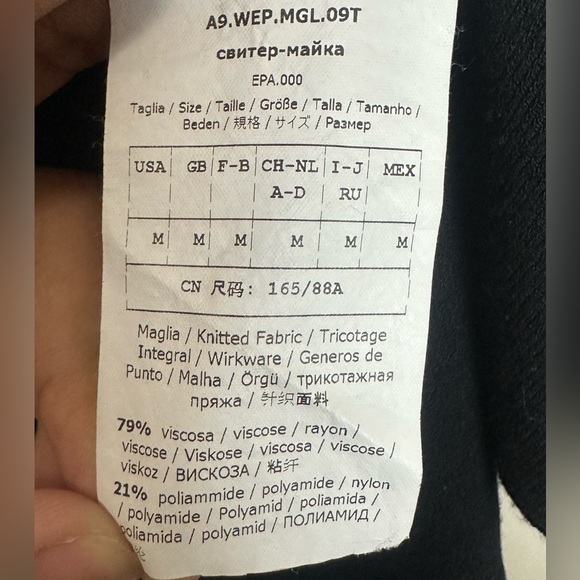 A9.WEP.MGL.09T
свитер-майка
EPA.000
Taglia / Size / Taille / Größe / Talla / Tamanho /
Beden / 規格 / サイズ / Размер
USA GB F-B CH-NL I-J MEX
A-D RU
M M M M M M
CN 尺码: 165/88A
Maglia / Knitted Fabric / Tricotage
Integral / Wirkware / Generos de
Punto / Malha / Örgü / трикотажная
пряжа / 针织面料
79% viscosa / viscose / rayon /
viscose / Viskose / viscosa / viscose /
viskoz / ВИСКОЗА / 粘纤
21% poliammide / polyamide / nylon
/ polyamide / Polyamid / poliamida /
poliamida / polyamid / ПОЛИАМИД /